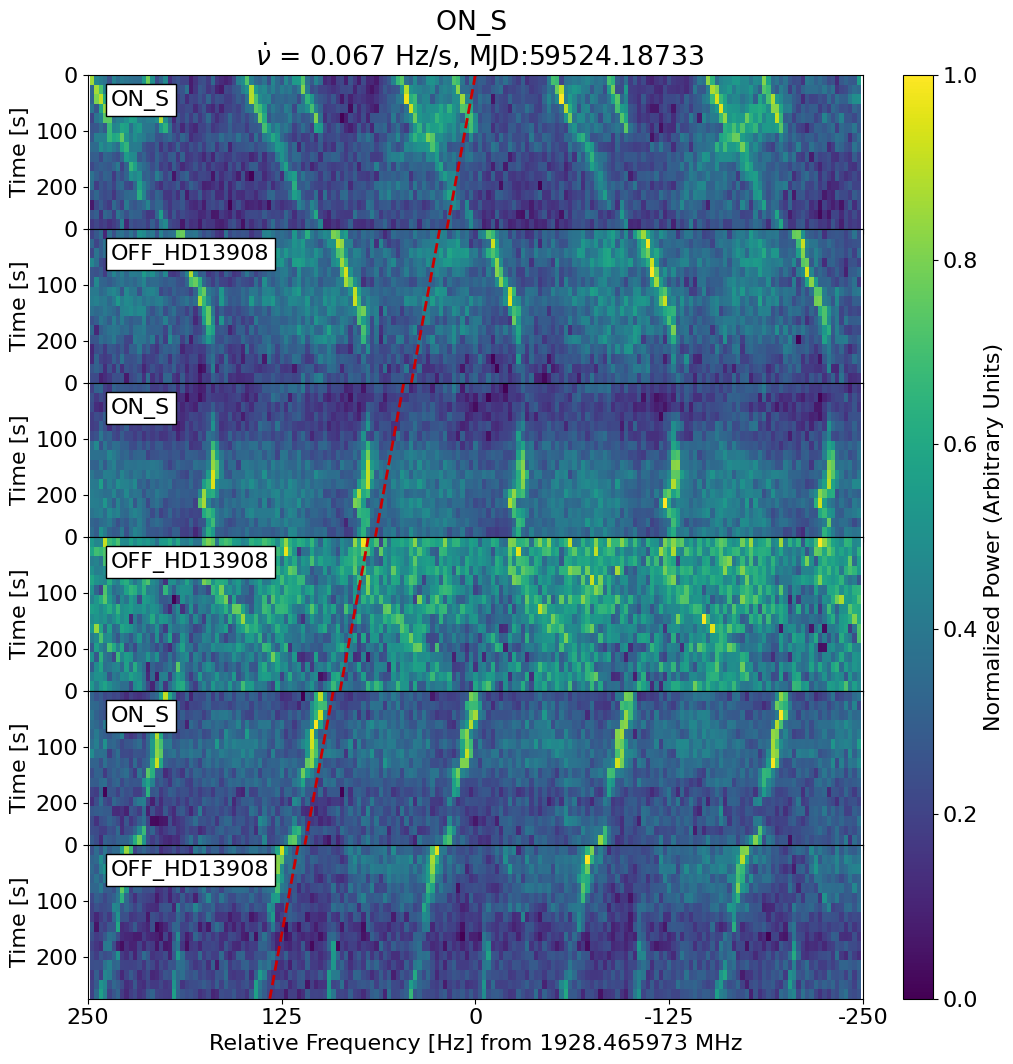 ON_S
ν̇ = 0.067 Hz/s, MJD:59524.18733
0
100
200
Time [s]
ON_S
0
100
200
Time [s]
OFF_HD13908
0
100
200
Time [s]
ON_S
0
100
200
Time [s]
OFF_HD13908
0
100
200
Time [s]
ON_S
0
100
200
Time [s]
OFF_HD13908
250 125 0 -125 -250
Relative Frequency [Hz] from 1928.465973 MHz
1.0
0.8
0.6
0.4
0.2
0.0
Normalized Power (Arbitrary Units)